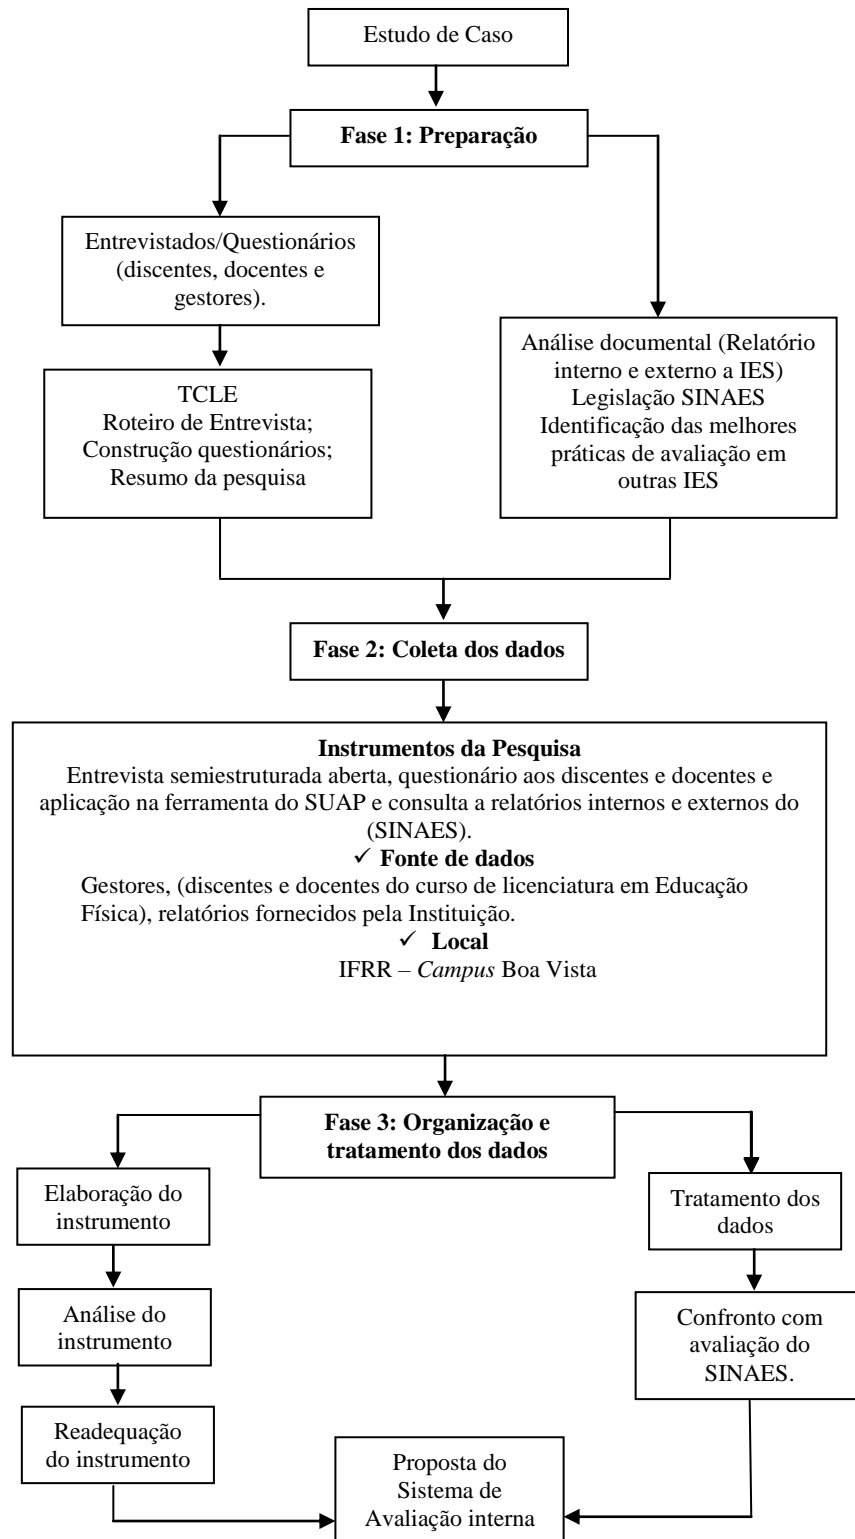 Estudo de Caso
Fase 1: Preparação
Entrevistados/Questionários
(discentes, docentes e
gestores).
TCLE
Roteiro de Entrevista;
Construção questionários;
Resumo da pesquisa
Análise documental (Relatório
interno e externo a IES)
Legislação SINAES
Identificação das melhores
práticas de avaliação em
outras IES
Fase 2: Coleta dos dados
Instrumentos da Pesquisa
Entrevista semiestruturada aberta, questionário aos discentes e docentes e
aplicação na ferramenta do SUAP e consulta a relatórios internos e externos do
(SINAES).
✓ Fonte de dados
Gestores, (discentes e docentes do curso de licenciatura em Educação
Física), relatórios fornecidos pela Instituição.
✓ Local
IFRR – Campus Boa Vista
Fase 3: Organização e
tratamento dos dados
Elaboração do
instrumento
Análise do
instrumento
Readequação
do instrumento
Tratamento dos
dados
Confronto com
avaliação do
SINAES.
Proposta do
Sistema de
Avaliação interna